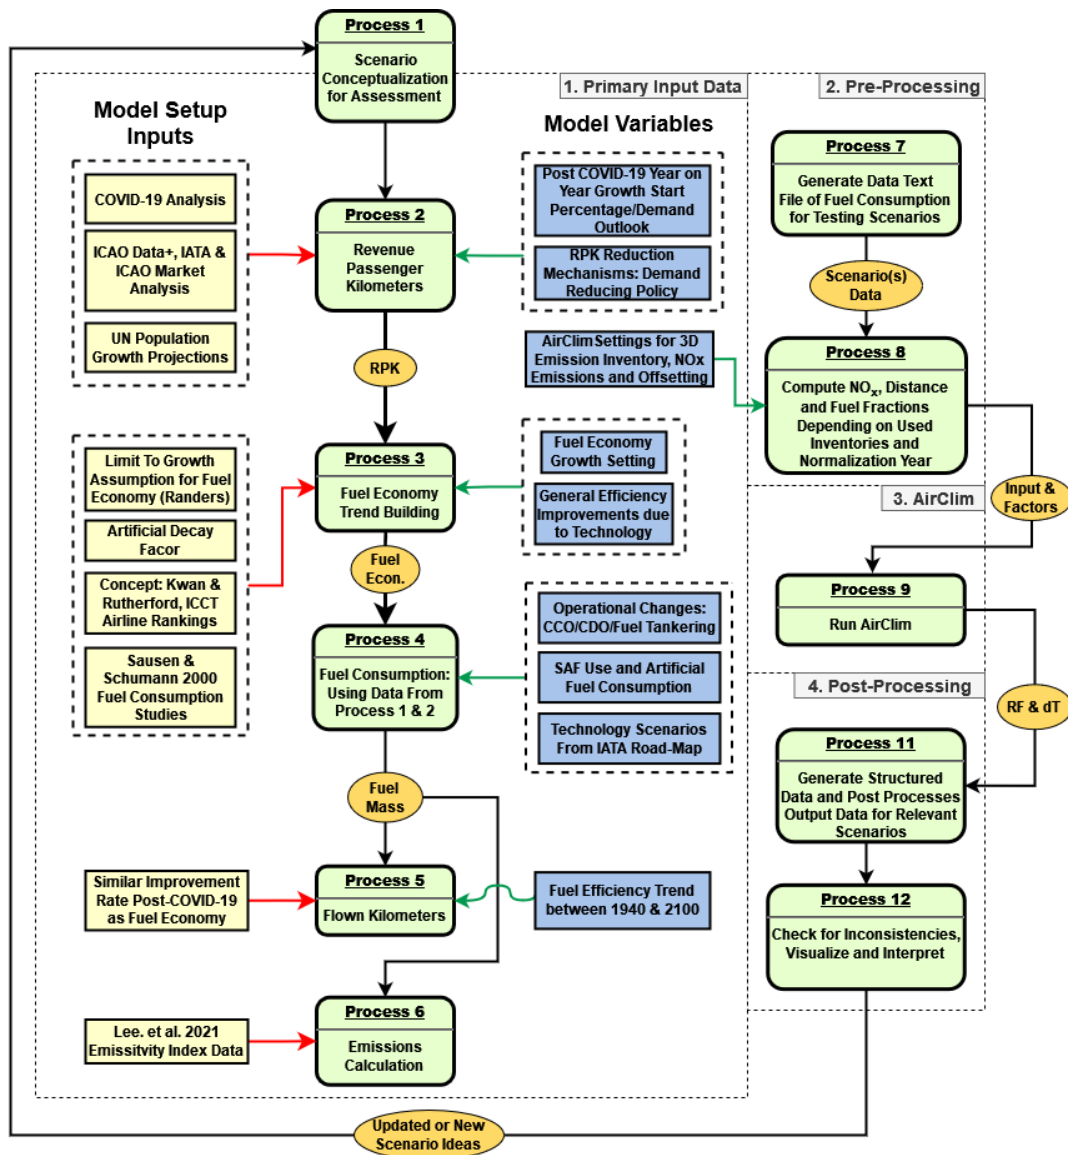 Process 1
Scenario
Conceptualization
for Assessment
1. Primary Input Data
2. Pre-Processing
Model Setup
Inputs
Model Variables
COVID-19 Analysis
ICAO Data+, IATA &
ICAO Market
Analysis
UN Population
Growth Projections
Process 2
Revenue
Passenger
Kilometers
Post COVID-19 Year on
Year Growth Start
Percentage/Demand
Outlook
RPK Reduction
Mechanisms: Demand
Reducing Policy
Process 7
Generate Data Text
File of Fuel Consumption
for Testing Scenarios
Scenario(s)
Data
RPK
AirClim Settings for 3D
Emission Inventory, NOx
Emissions and Offsetting
Process 8
Compute NOx, Distance
and Fuel Fractions
Depending on Used
Inventories and
Normalization Year
Limit To Growth
Assumption for Fuel
Economy (Randers)
Artificial Decay
Facor
Concept: Kwan &
Rutherford, ICCT
Airline Rankings
Sausen &
Schumann 2000
Fuel Consumption
Studies
Process 3
Fuel Economy
Trend Building
Fuel Economy
Growth Setting
General Efficiency
Improvements due
to Technology
3. AirClim
Input &
Factors
Fuel
Econ.
Process 9
Run AirClim
Process 4
Fuel Consumption:
Using Data From
Process 1 & 2
Operational Changes:
CCO/CDO/Fuel Tankering
SAF Use and Artificial
Fuel Consumption
Technology Scenarios
From IATA Road-Map
4. Post-Processing
RF & dT
Process 11
Generate Structured
Data and Post Processes
Output Data for Relevant
Scenarios
Fuel
Mass
Similar Improvement
Rate Post-COVID-19
as Fuel Economy
Process 5
Flown Kilometers
Fuel Efficiency Trend
between 1940 & 2100
Process 12
Check for Inconsistencies,
Visualize and Interpret
Lee. et al. 2021
Emissitvity Index Data
Process 6
Emissions
Calculation
Updated or New
Scenario Ideas